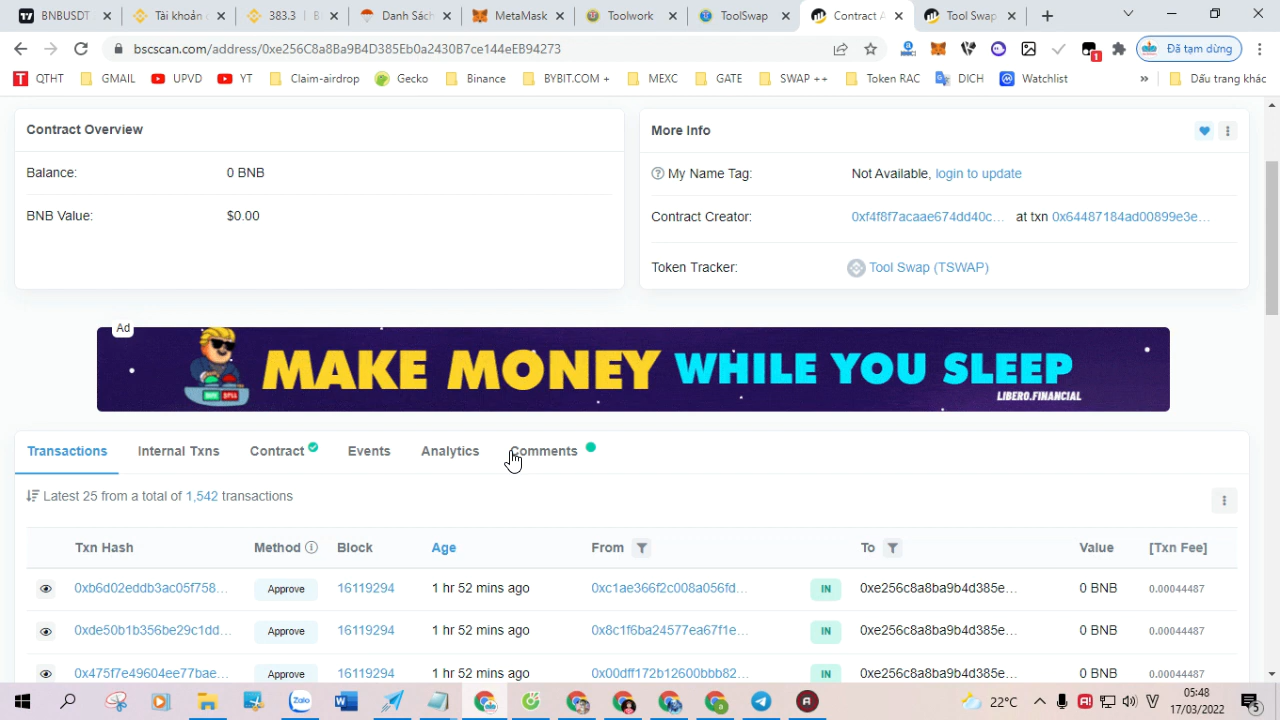 BNBUSDT
Tài khoản
383.3 | B
Danh Sách
MetaMask
Toolwork
ToolSwap
Contract A
Tool Swap
bscscan.com/address/0xe256C8a8Ba9B4D385Eb0a2430B7ce144eEB94273
1
Đã tạm dừng
QTHT
GMAIL
UPVD
YT
Claim-airdrop
Gecko
Binance
BYBIT.COM +
MEXC
GATE
SWAP ++
Token RAC
DICH
Watchlist
»
Dấu trang khác
Contract Overview
Balance: 0 BNB
BNB Value: $0.00
More Info
My Name Tag: Not Available, login to update
Contract Creator: 0xf4f8f7acaae674dd40c... at txn 0x64487184ad00899e3e...
Token Tracker: Tool Swap (TSWAP)
Ad
MAKE MONEY WHILE YOU SLEEP
LIBERO.FINANCIAL
Transactions Internal Txns Contract Events Analytics Comments
Latest 25 from a total of 1,542 transactions
Txn Hash Method Block Age From To Value [Txn Fee]
0xb6d02eddb3ac05f758... Approve 16119294 1 hr 52 mins ago 0xc1ae366f2c008a056fd... IN 0xe256c8a8ba9b4d385e... 0 BNB 0.00044487
0xde50b1b356be29c1dd... Approve 16119294 1 hr 52 mins ago 0x8c1f6ba24577ea67f1e... IN 0xe256c8a8ba9b4d385e... 0 BNB 0.00044487
0x475f7e49604ee77bae... Approve 16119294 1 hr 52 mins ago 0x00dff172b12600bbb82... IN 0xe256c8a8ba9b4d385e... 0 BNB 0.00044487
Zalo
22°C
05:48
17/03/2022
5